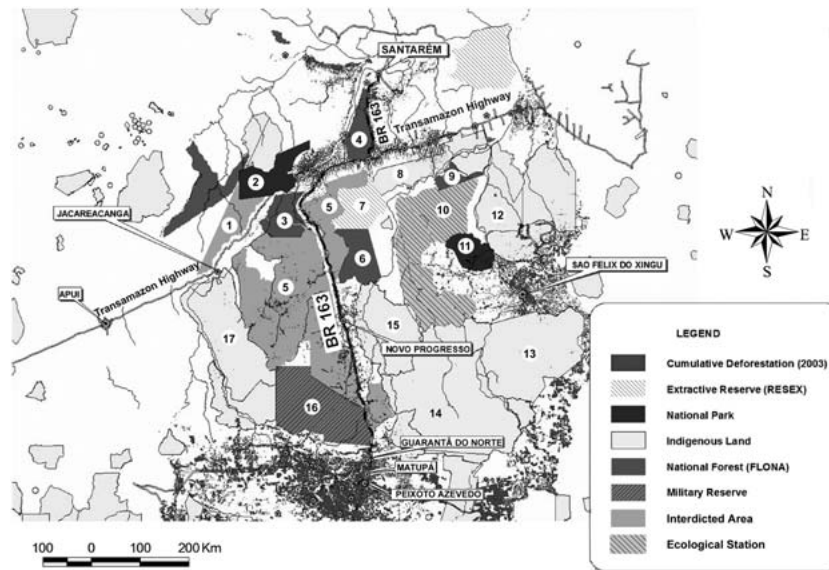 SANTARÉM
BR 163
Transamazon Highway
4
2
8
9
5
7
10
12
1
3
JACAREACANGA
11
6
N
W E
S
SAO FELIX DO XINGU
Transamazon Highway
APUI
5
BR 163
15
17
NOVO PROGRESSO
13
16
14
GUARANTÃ DO NORTE
MATUPÁ
PEIXOTO AZEVEDO
LEGEND
Cumulative Deforestation (2003)
Extractive Reserve (RESEX)
National Park
Indigenous Land
National Forest (FLONA)
Military Reserve
Interdicted Area
Ecological Station
100 0 100 200 Km